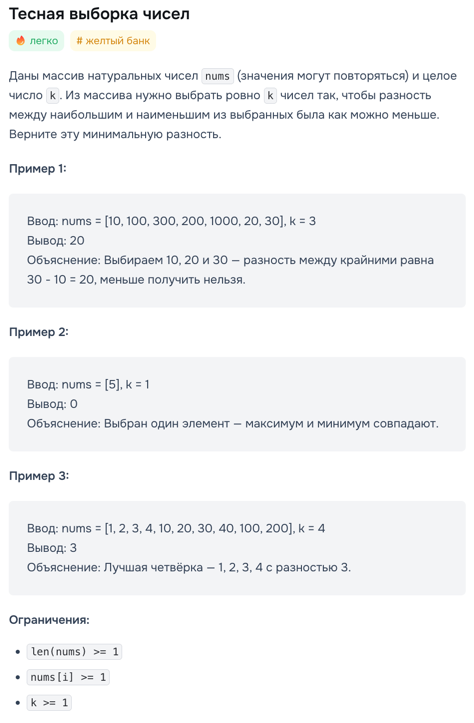 Тесная выборка чисел
🔥 легко # желтый банк
Даны массив натуральных чисел nums (значения могут повторяться) и целое
число k. Из массива нужно выбрать ровно k чисел так, чтобы разность
между наибольшим и наименьшим из выбранных была как можно меньше.
Верните эту минимальную разность.
Пример 1:
Ввод: nums = [10, 100, 300, 200, 1000, 20, 30], k = 3
Вывод: 20
Объяснение: Выбираем 10, 20 и 30 — разность между крайними равна
30 - 10 = 20, меньше получить нельзя.
Пример 2:
Ввод: nums = [5], k = 1
Вывод: 0
Объяснение: Выбран один элемент — максимум и минимум совпадают.
Пример 3:
Ввод: nums = [1, 2, 3, 4, 10, 20, 30, 40, 100, 200], k = 4
Вывод: 3
Объяснение: Лучшая четвёрка — 1, 2, 3, 4 с разностью 3.
Ограничения:
• len(nums) >= 1
• nums[i] >= 1
• k >= 1